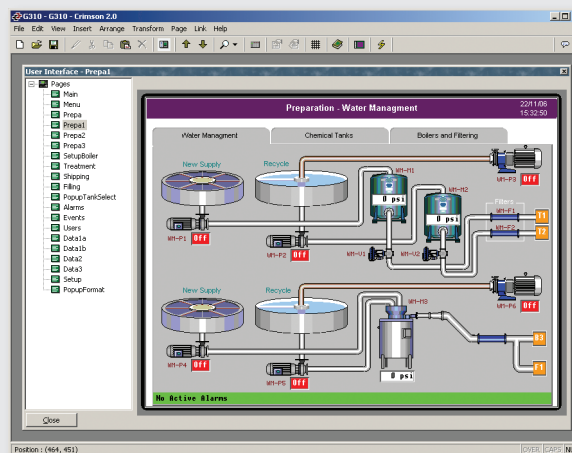 G310 - G310 - Crimson 2.0
File Edit View Insert Arrange Transform Page Link Help
User Interface - Prepa1
Pages
Main
Menu
Prepa
Prepa1
Prepa2
Prepa3
SetupBoiler
Treatment
Shipping
Filling
PopupTankSelect
Alarms
Events
Users
Data1a
Data1b
Data2
Data3
Setup
PopupFormat
Close
Preparation - Water Managment
22/11/06
15:32:50
Water Managment Chemical Tanks Boilers and Filtering
New Supply Recycle
WM-M1
WM-P3 Off
WM-M2
0 psi
0 psi
Filters
WM-F1 T1
WM-F2 T2
WM-P1 Off
WM-P2 Off
WM-V1 WM-V2
New Supply Recycle
WM-P6 Off
WM-M3
B3
F1
WM-P4 Off
WM-P5 Off
0 psi
No Active Alarms
Position : (464, 451)
OVER CAPS